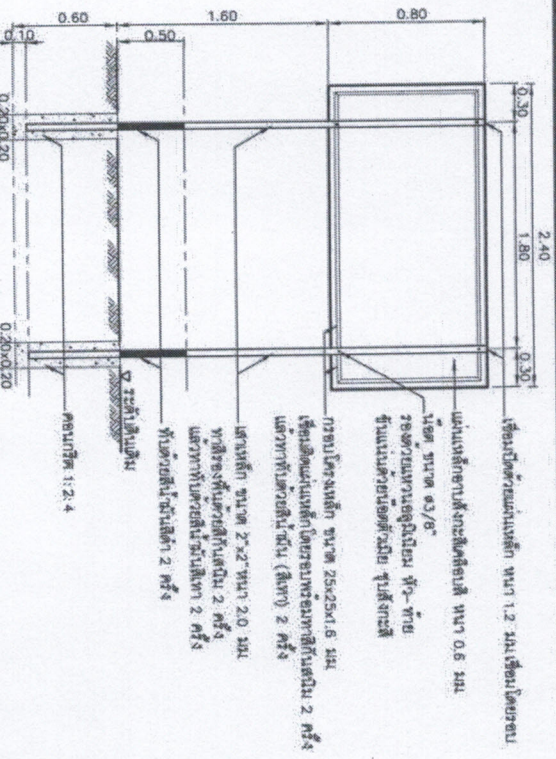 2.40
0.30
1.80
0.30
0.80
1.60
0.60
0.50
0.10
เชื่อมปิดด้วยแผ่นเหล็ก หนา 1.2 มม.เชื่อมโดยรอบ
แผ่นเหล็กอาบสังกะสีเคลือบสี หนา 0.6 มม
น๊อต ขนาด ø3/8"
รองด้วยแหวนอลูมิเนียม หัว-ท้าย
ขันแน่นด้วยน๊อตตัวเมีย ชุบสังกะสี
กรอบโครงเหล็ก ขนาด 25x25x1.6 มม
เชื่อมติดแผ่นเหล็กโดยรอบพร้อมทาสีกันสนิม 2 ครั้ง
แล้วทาทับด้วยสีน้ำมัน (สีเทา) 2 ครั้ง
เสาเหล็ก ขนาด 2"x2"หนา 2.0 มม
ทาสีรองพื้นด้วยสีกันสนิม 2 ครั้ง
แล้วทาทับด้วยสีน้ำมันสีเทา 2 ครั้ง
ทับด้วยสีน้ำมันสีดำ 2 ครั้ง
ระดับดินเดิม
คอนกรีต 1:2:4
0.20x0.20
0.20x0.20